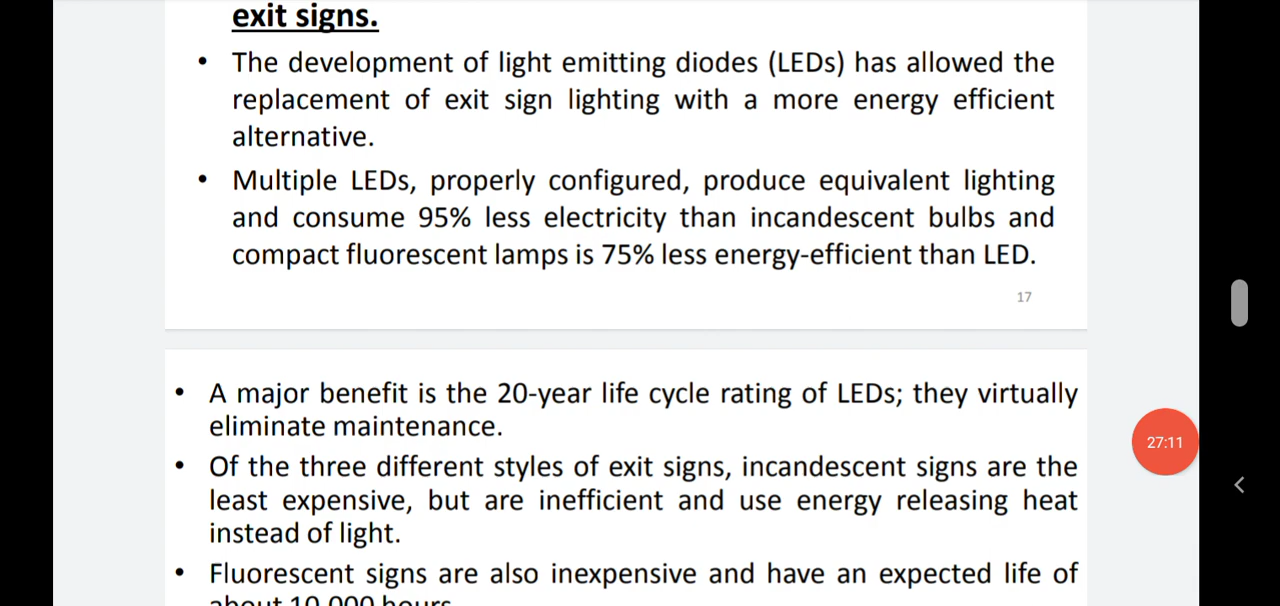 exit signs.
• The development of light emitting diodes (LEDs) has allowed the
replacement of exit sign lighting with a more energy efficient
alternative.
• Multiple LEDs, properly configured, produce equivalent lighting
and consume 95% less electricity than incandescent bulbs and
compact fluorescent lamps is 75% less energy-efficient than LED.
17
• A major benefit is the 20-year life cycle rating of LEDs; they virtually
eliminate maintenance.
• Of the three different styles of exit signs, incandescent signs are the
least expensive, but are inefficient and use energy releasing heat
instead of light.
27:11
• Fluorescent signs are also inexpensive and have an expected life of
about 10,000 hours